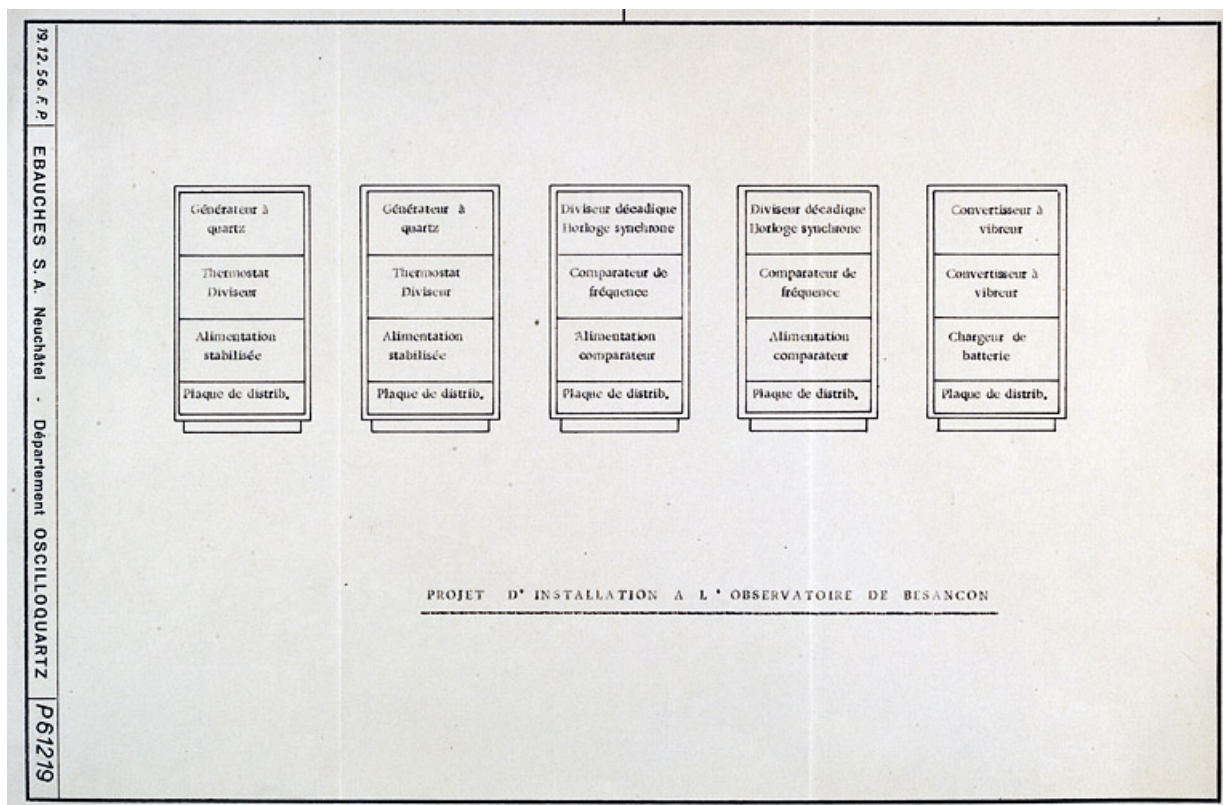 19.12.56. F. P.
EBAUCHES S. A. Neuchâtel - Département OSCILLOQUARTZ
P61219
Générateur à
quartz
Thermostat
Diviseur
Alimentation
stabilisée
Plaque de distrib.
Générateur à
quartz
Thermostat
Diviseur
Alimentation
stabilisée
Plaque de distrib.
Diviseur décadique
Horloge synchrone
Comparateur de
fréquence
Alimentation
comparateur
Plaque de distrib.
Diviseur décadique
Horloge synchrone
Comparateur de
fréquence
Alimentation
comparateur
Plaque de distrib.
Convertisseur à
vibreur
Convertisseur à
vibreur
Chargeur de
batterie
Plaque de distrib.
PROJET D' INSTALLATION A L ' OBSERVATOIRE DE BESANCON